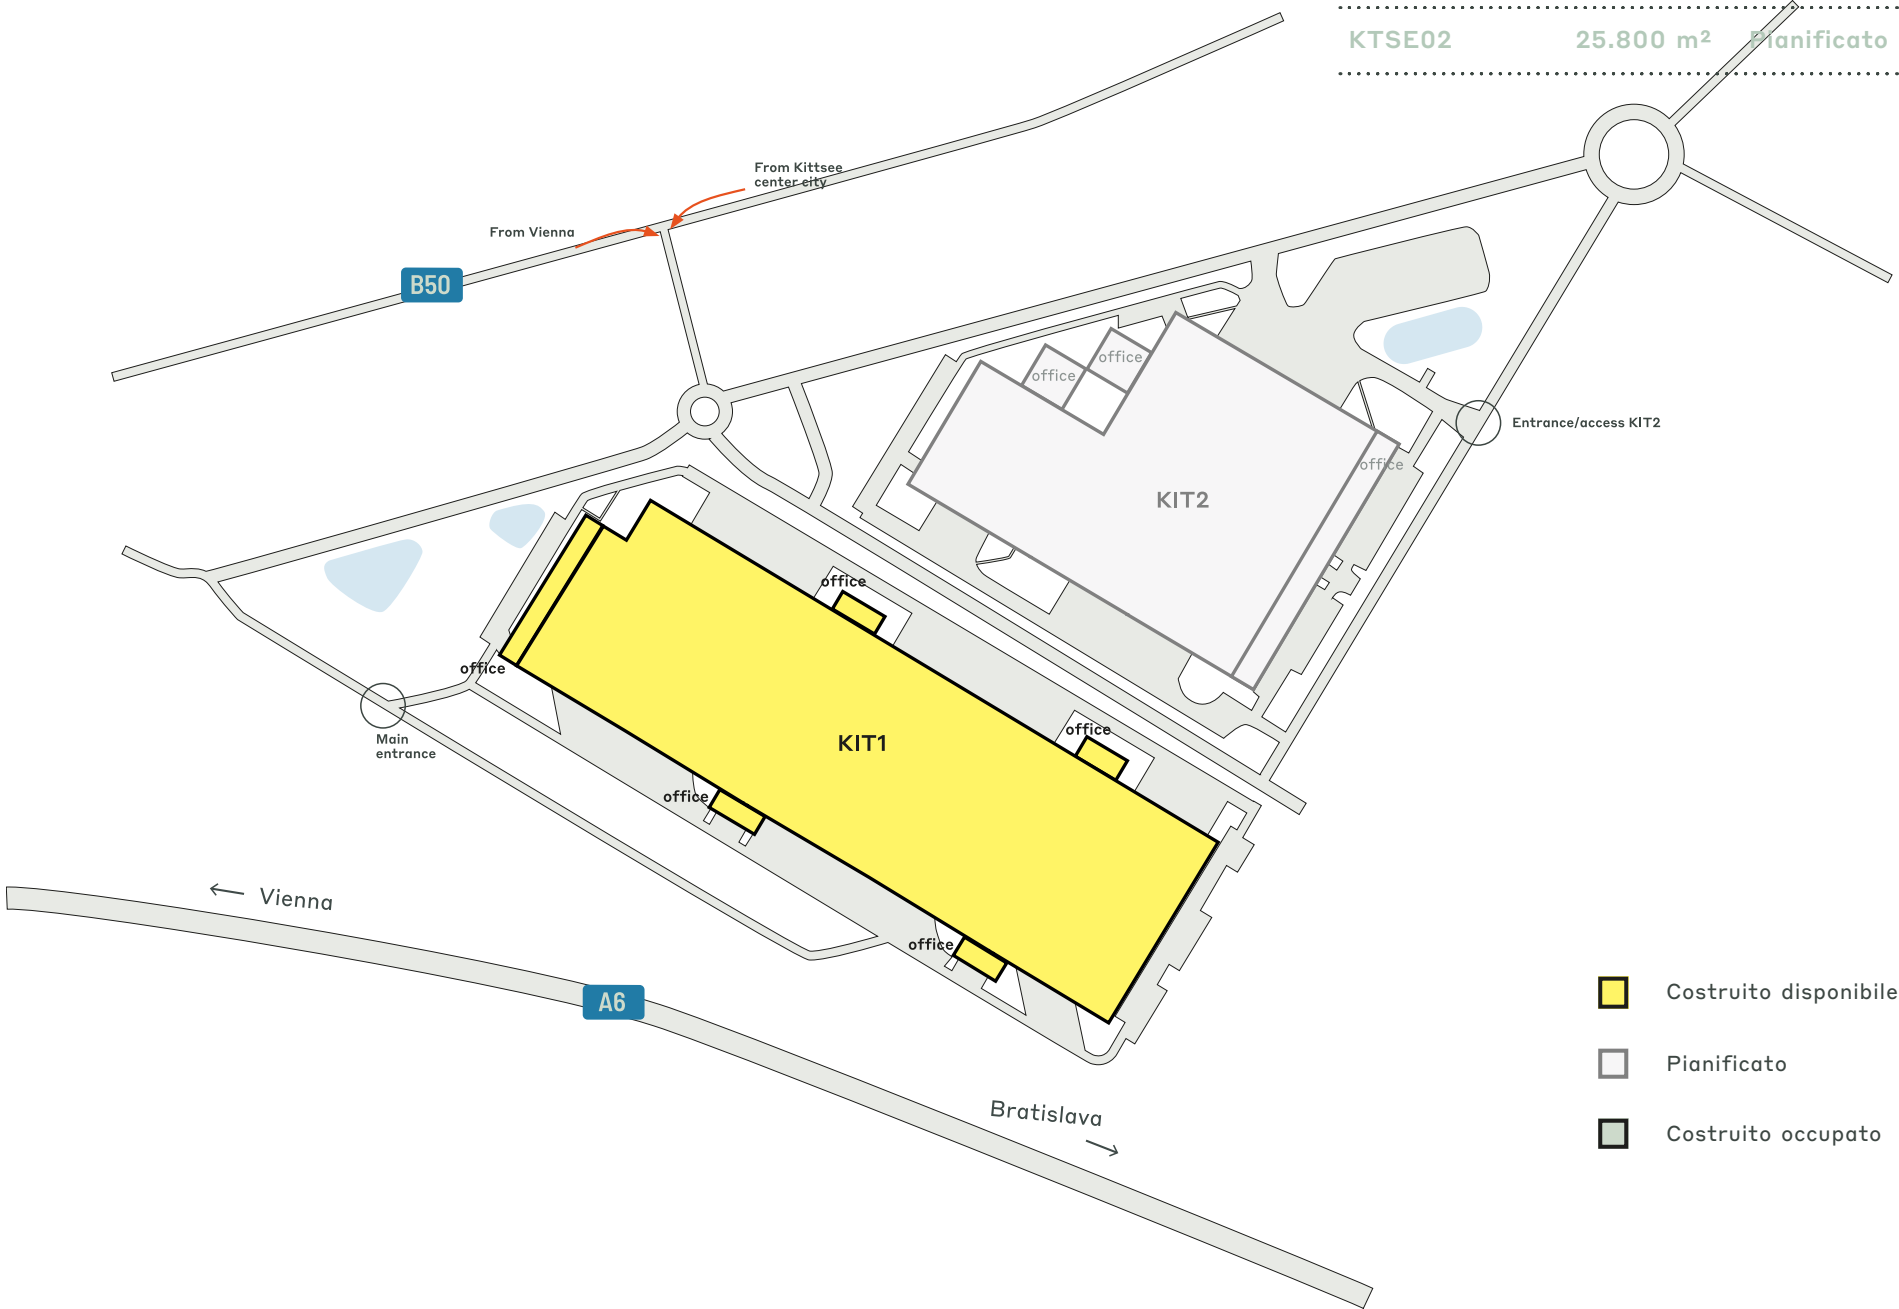 KTSE02 25.800 m² Pianificato
From Kittsee
center city
From Vienna
B50
office
office
Entrance/access KIT2
office
KIT2
office
office
office
KIT1
Main
entrance
office
office
Vienna
A6
Bratislava
Costruito disponibile
Pianificato
Costruito occupato